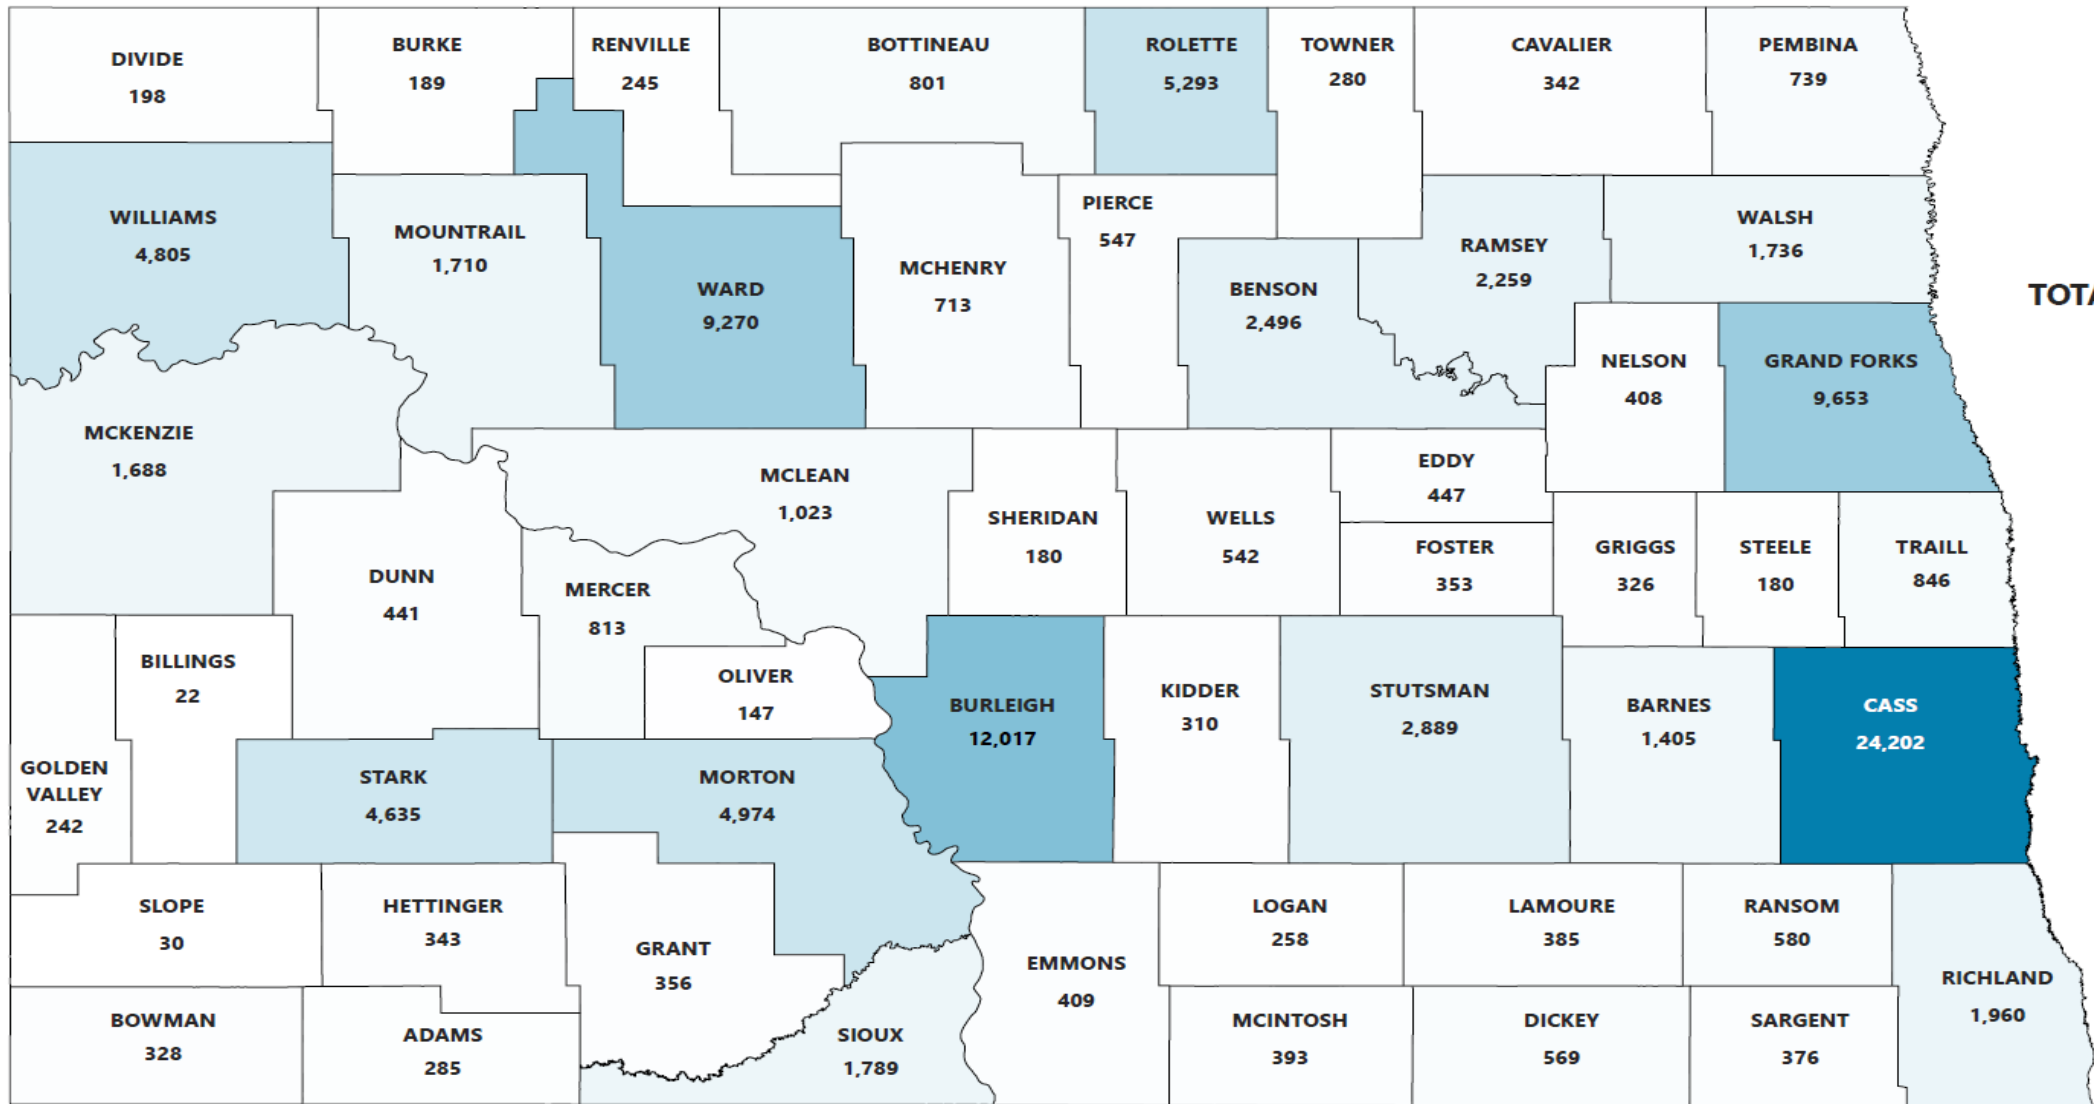 DIVIDE
198
BURKE
189
RENVILLE
245
BOTTINEAU
801
ROLETTE
5,293
TOWNER
280
CAVALIER
342
PEMBINA
739
WILLIAMS
4,805
MOUNTRAIL
1,710
WARD
9,270
MCHENRY
713
PIERCE
547
BENSON
2,496
RAMSEY
2,259
WALSH
1,736
TOTA
NELSON
408
GRAND FORKS
9,653
MCKENZIE
1,688
MCLEAN
1,023
SHERIDAN
180
WELLS
542
EDDY
447
FOSTER
353
GRIGGS
326
STEELE
180
TRAILL
846
DUNN
441
MERCER
813
BILLINGS
22
OLIVER
147
BURLEIGH
12,017
KIDDER
310
STUTSMAN
2,889
BARNES
1,405
CASS
24,202
GOLDEN
VALLEY
242
STARK
4,635
MORTON
4,974
SLOPE
30
HETTINGER
343
GRANT
356
EMMONS
409
LOGAN
258
LAMOURE
385
RANSOM
580
RICHLAND
1,960
BOWMAN
328
ADAMS
285
SIOUX
1,789
MCINTOSH
393
DICKEY
569
SARGENT
376